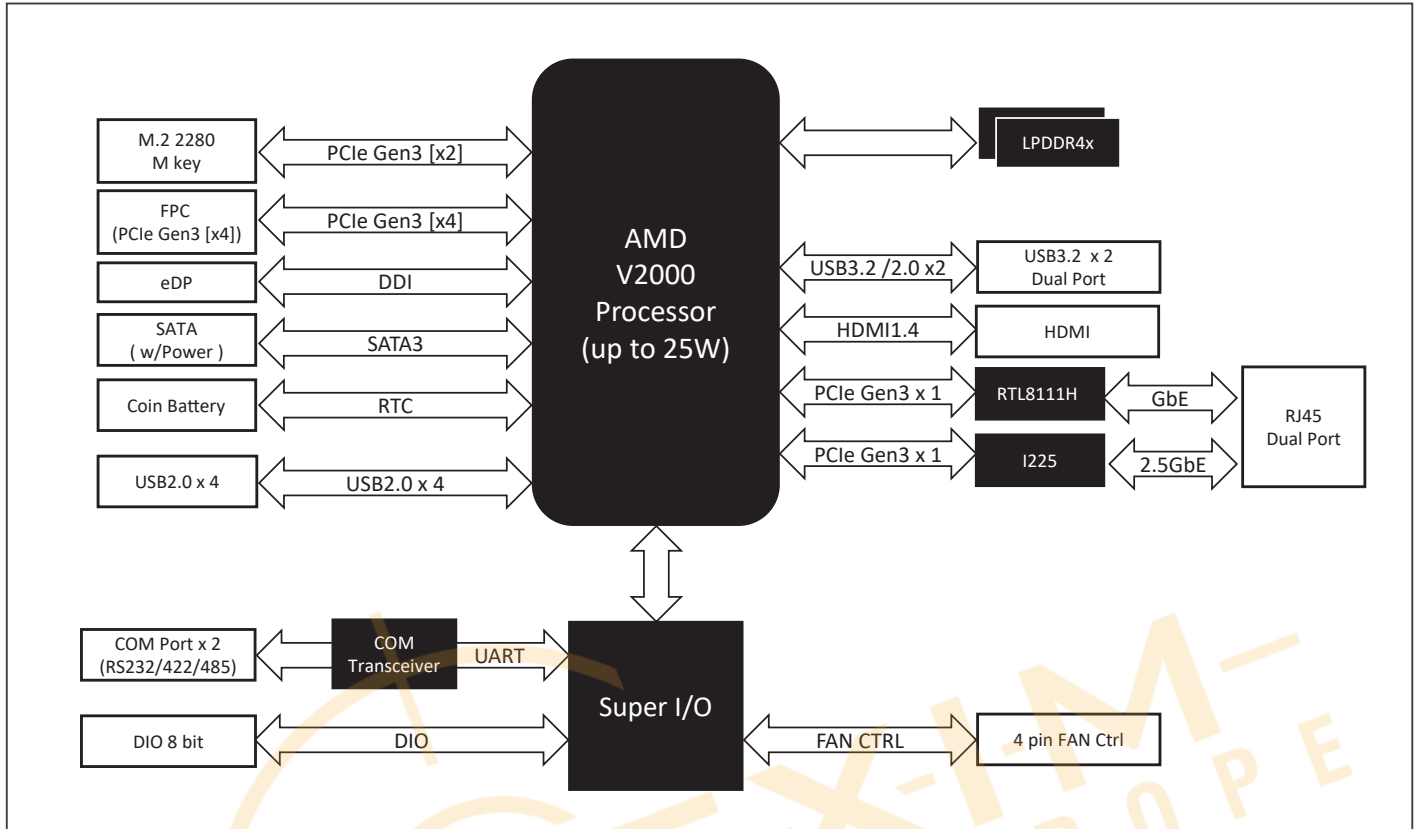 M.2 2280
M key
PCIe Gen3 [x2]
FPC
(PCIe Gen3 [x4])
PCIe Gen3 [x4]
eDP
DDI
SATA
( w/Power )
SATA3
Coin Battery
RTC
USB2.0 x 4
USB2.0 x 4
AMD
V2000
Processor
(up to 25W)
LPDDR4x
USB3.2 /2.0 x2
USB3.2 x 2
Dual Port
HDMI1.4
HDMI
PCIe Gen3 x 1
RTL8111H
GbE
PCIe Gen3 x 1
I225
2.5GbE
RJ45
Dual Port
COM Port x 2
(RS232/422/485)
COM
Transceiver
UART
DIO 8 bit
DIO
Super I/O
FAN CTRL
4 pin FAN Ctrl